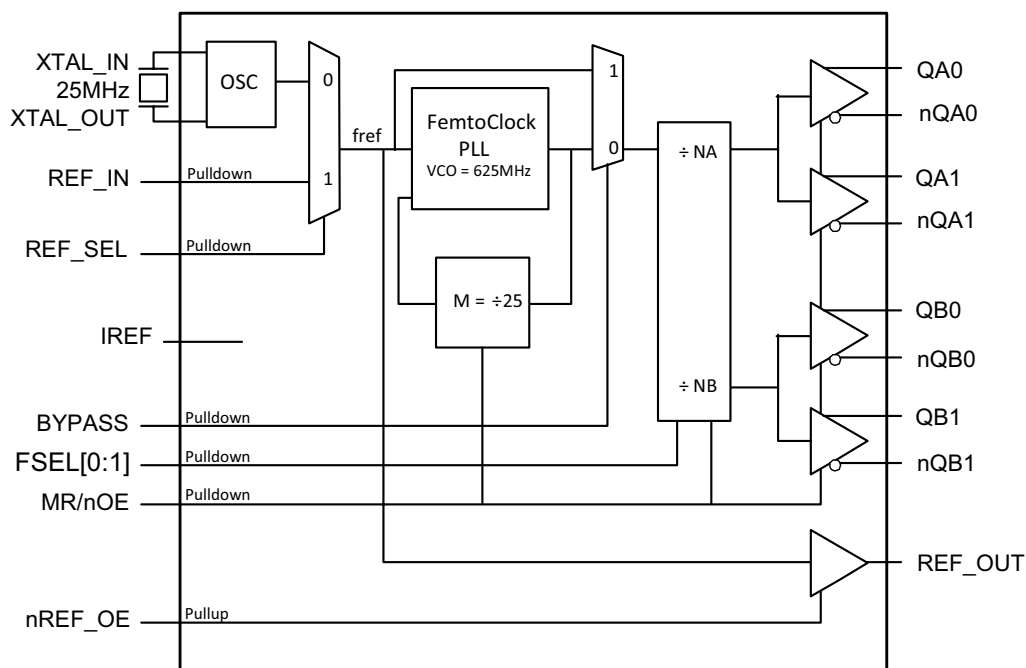 XTAL_IN
25MHz
XTAL_OUT
OSC
0
1
REF_IN
Pulldown
REF_SEL
Pulldown
fref
FemtoClock
PLL
VCO = 625MHz
M = ÷25
1
0
÷ NA
÷ NB
IREF
BYPASS
Pulldown
FSEL[0:1]
Pulldown
MR/nOE
Pulldown
nREF_OE
Pullup
QA0
nQA0
QA1
nQA1
QB0
nQB0
QB1
nQB1
REF_OUT